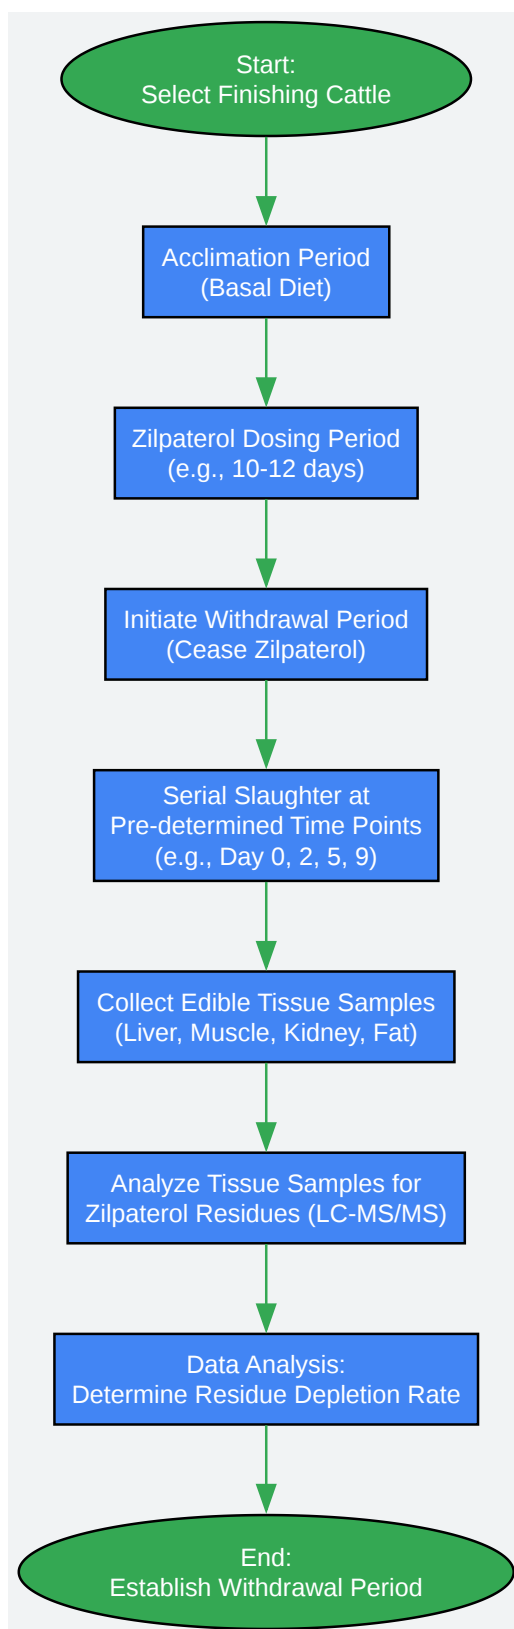 Start:
Select Finishing Cattle
Acclimation Period
(Basal Diet)
Zilpaterol Dosing Period
(e.g., 10-12 days)
Initiate Withdrawal Period
(Cease Zilpaterol)
Serial Slaughter at
Pre-determined Time Points
(e.g., Day 0, 2, 5, 9)
Collect Edible Tissue Samples
(Liver, Muscle, Kidney, Fat)
Analyze Tissue Samples for
Zilpaterol Residues (LC-MS/MS)
Data Analysis:
Determine Residue Depletion Rate
End:
Establish Withdrawal Period